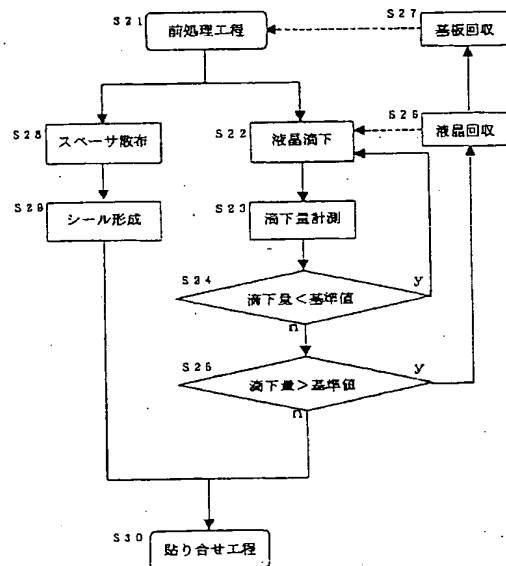 S21
前処理工程
S27
基板回収
S28
スペーサ散布
S22
液晶滴下
S26
液晶回収
S29
シール形成
S23
滴下量計測
S24
滴下量<基準値
y
n
S25
滴下量>基準値
y
n
S30
貼り合せ工程